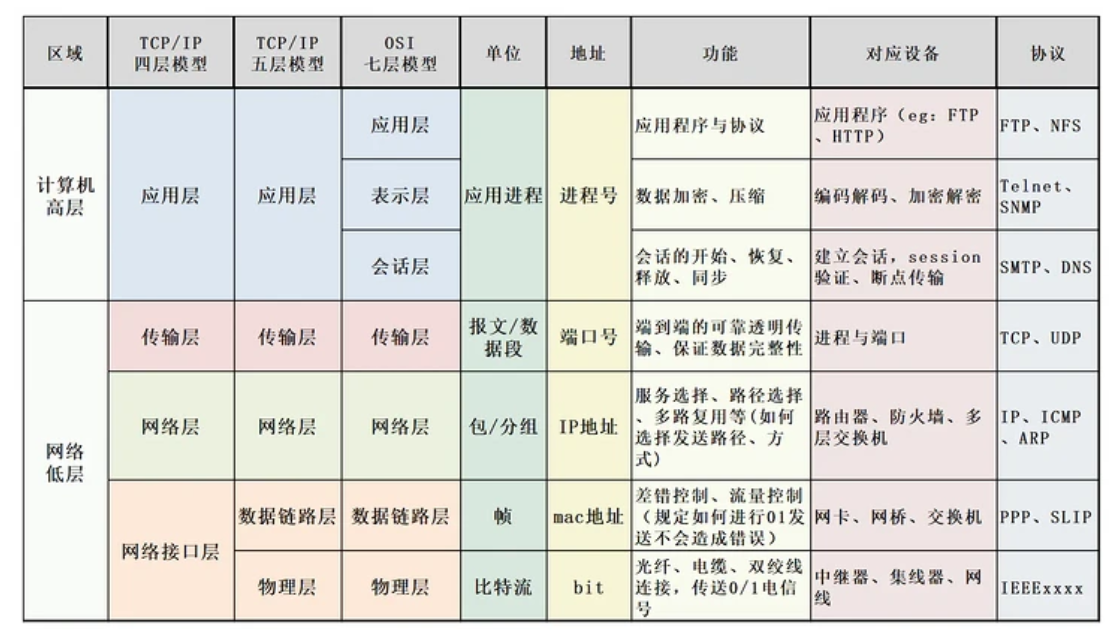 区域
TCP/IP
四层模型
TCP/IP
五层模型
OSI
七层模型
单位
地址
功能
对应设备
协议
计算机
高层
应用层
应用层
应用层
应用进程
进程号
应用程序与协议
应用程序（eg：FTP
、HTTP）
FTP、NFS
表示层
数据加密、压缩
编码解码、加密解密
Telnet、
SNMP
会话层
会话的开始、恢复、
释放、同步
建立会话，session
验证、断点传输
SMTP、DNS
网络
低层
传输层
传输层
传输层
报文/数
据段
端口号
端到端的可靠透明传
输、保证数据完整性
进程与端口
TCP、UDP
网络层
网络层
网络层
包/分组
IP地址
服务选择、路径选择
、多路复用等(如何
选择发送路径、方
式)
路由器、防火墙、多
层交换机
IP、ICMP
、ARP
网络接口层
数据链路层
数据链路层
帧
mac地址
差错控制、流量控制
（规定如何进行01发
送不会造成错误）
网卡、网桥、交换机
PPP、SLIP
物理层
物理层
比特流
bit
光纤、电缆、双绞线
连接，传送0/1电信
号
中继器、集线器、网
线
IEEExxxx